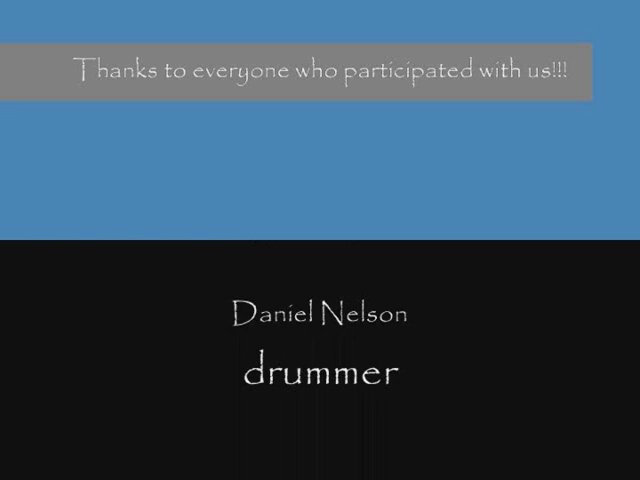 Thanks to everyone who participated with us!!!
Daniel Nelson
drummer